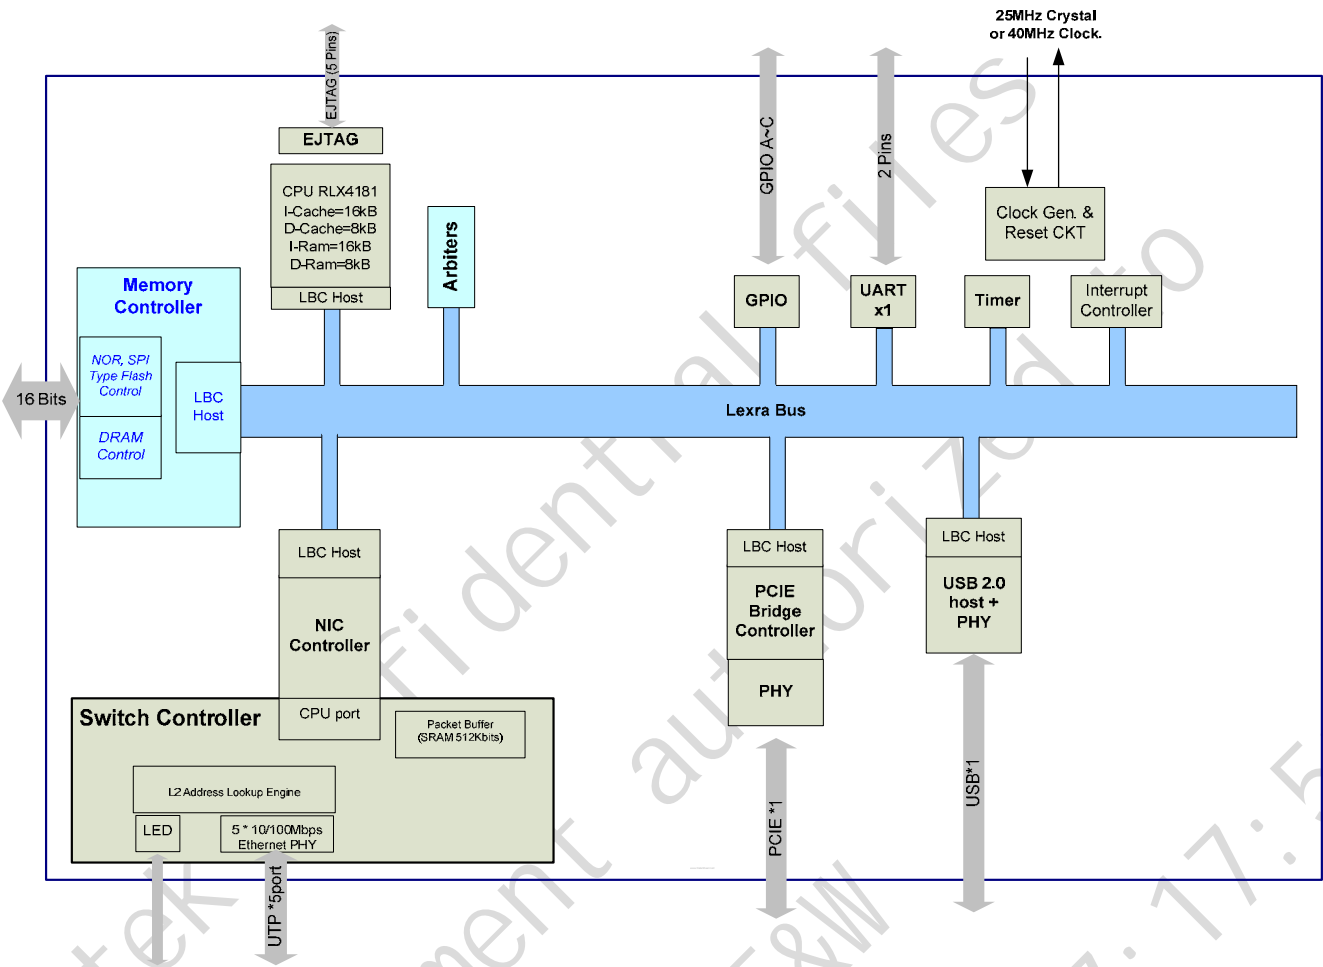 25MHz Crystal
or 40MHz Clock.
EJTAG (5 Pins)
GPIO A~C
2 Pins
EJTAG
CPU RLX4181
I-Cache=16kB
D-Cache=8kB
I-Ram=16kB
D-Ram=8kB
LBC Host
Arbiters
Clock Gen. &
Reset CKT
GPIO
UART
x1
Timer
Interrupt
Controller
Memory
Controller
NOR, SPI
Type Flash
Control
DRAM
Control
LBC
Host
16 Bits
Lexra Bus
LBC Host
NIC
Controller
CPU port
LBC Host
PCIE
Bridge
Controller
PHY
LBC Host
USB 2.0
host +
PHY
Switch Controller
Packet Buffer
(SRAM 512Kbits)
L2 Address Lookup Engine
LED
5 * 10/100Mbps
Ethernet PHY
UTP *5port
PCIE *1
USB*1
fidential files
authorized to